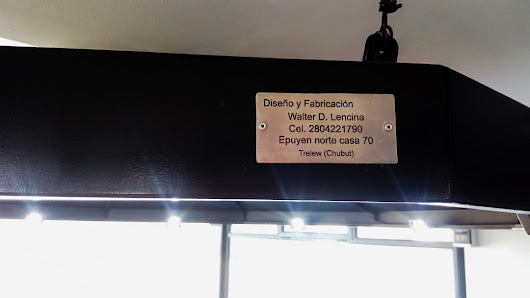 Diseño y Fabricación
Walter D. Lencina
Cel. 2804221790
Epuyen norte casa 70
Trelew (Chubut)